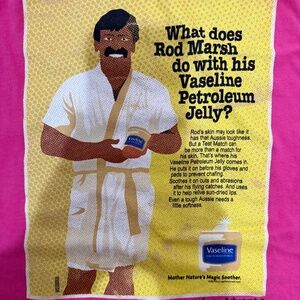 What does
Rod Marsh
do with his
Vaseline
Petroleum
Jelly?
Rod's skin may look like it
has that Aussie toughness.
But a Test Match can
be more than a match for
his skin. That's where his
Vaseline Petroleum Jelly comes in.
He puts it on before his gloves and
pads to prevent chafing.
Soothes it on cuts and abrasions
after his flying catches. And uses
it to help relive sun-dried lips.
Even a tough Aussie needs a
little softness.
Vaseline
Vaseline
Mother Nature's Magic Soother.